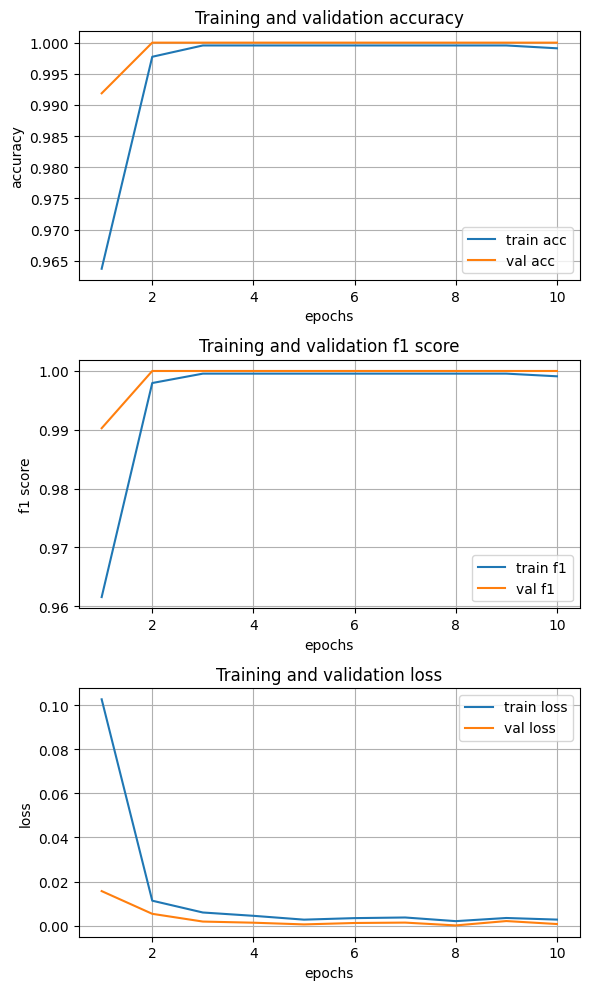 Training and validation accuracy
1.000
0.995
0.990
0.985
0.980
0.975
0.970
0.965
accuracy
train acc
val acc
2 4 6 8 10
epochs
Training and validation f1 score
1.00
0.99
0.98
0.97
0.96
f1 score
train f1
val f1
2 4 6 8 10
epochs
Training and validation loss
0.10
0.08
0.06
0.04
0.02
0.00
loss
train loss
val loss
2 4 6 8 10
epochs